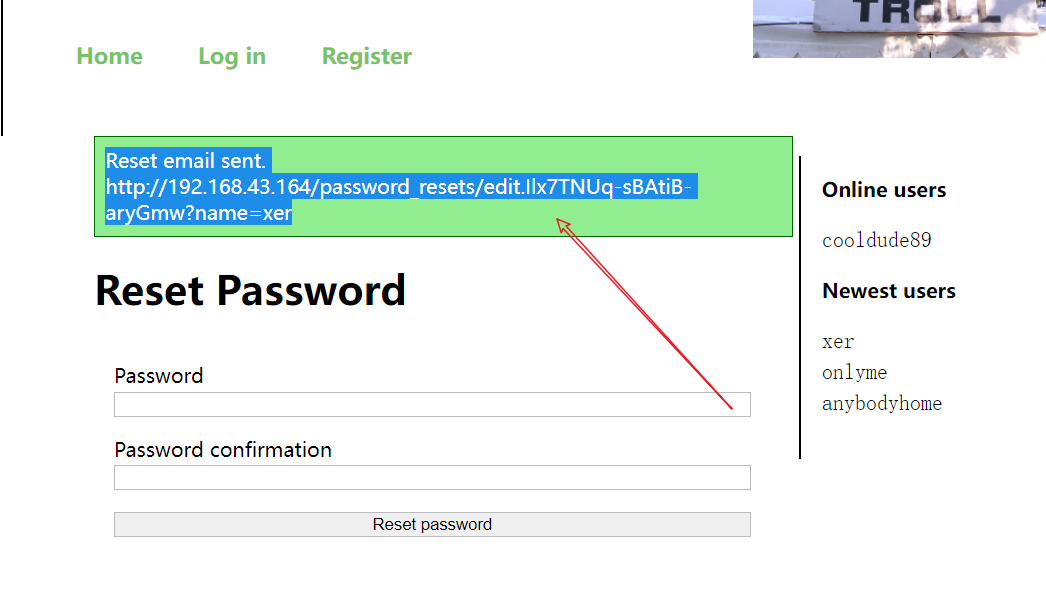 TROLL
Home Log in Register
Reset email sent.
http://192.168.43.164/password_resets/edit.Ilx7TNUq-sBAtiB-
aryGmw?name=xer
Reset Password
Password
Password confirmation
Reset password
Online users
cooldude89
Newest users
xer
onlyme
anybodyhome